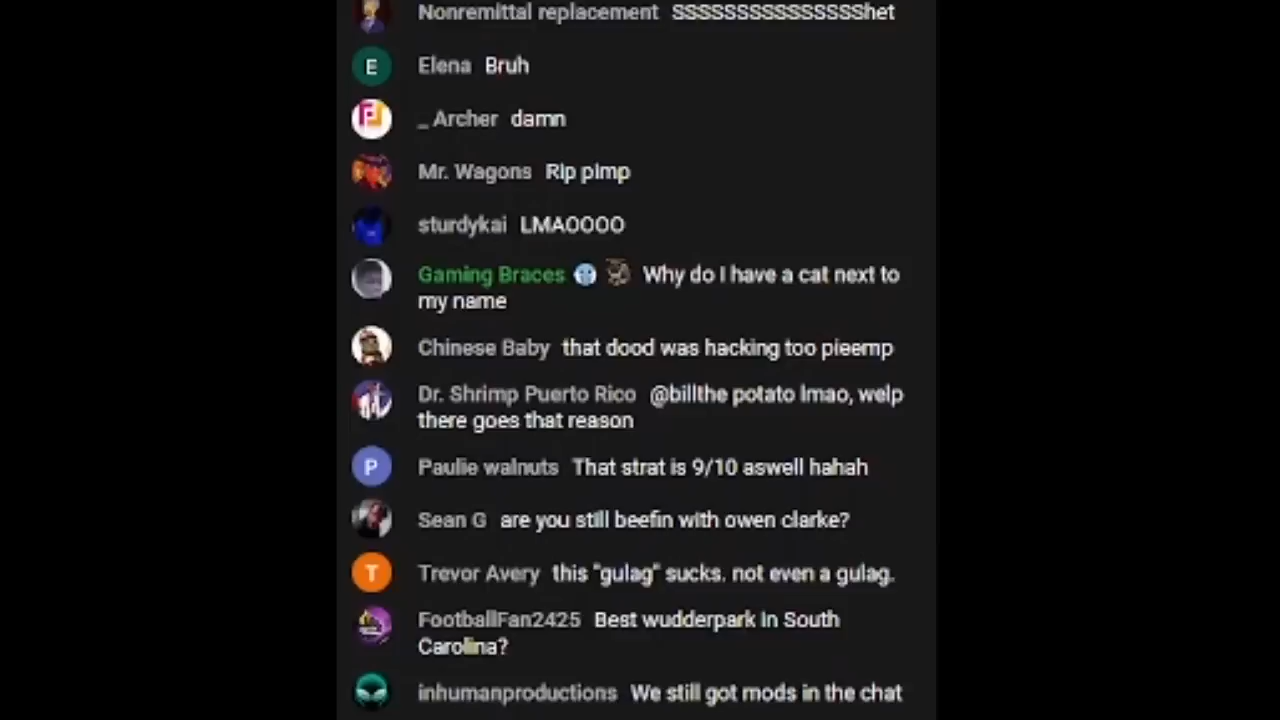 Nonremittal replacement SSSSSSSSSSSSSSShet
E Elena Bruh
_ Archer damn
Mr. Wagons Rip pimp
sturdykai LMAOOOO
Gaming Braces Why do I have a cat next to
my name
Chinese Baby that dood was hacking too pieemp
Dr. Shrimp Puerto Rico @billthe potato lmao, welp
there goes that reason
P Paulie walnuts That strat is 9/10 aswell hahah
Sean G are you still beefin with owen clarke?
T Trevor Avery this "gulag" sucks. not even a gulag.
FootballFan2425 Best wudderpark in South
Carolina?
inhumanproductions We still got mods in the chat